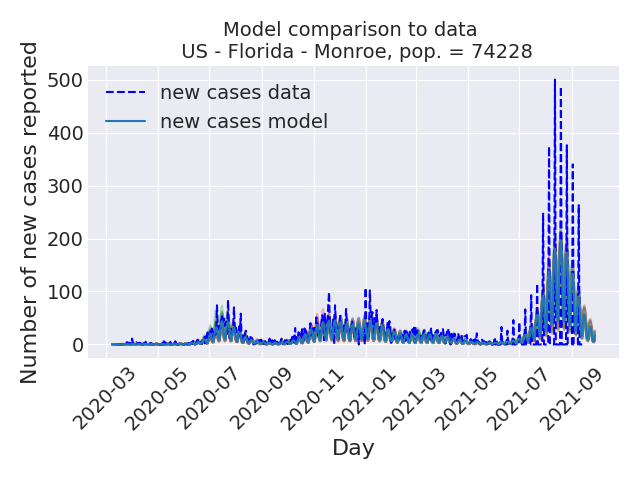 Model comparison to data
US - Florida - Monroe, pop. = 74228
Number of new cases reported
500
400
300
200
100
0
new cases data
new cases model
2020-03
2020-05
2020-07
2020-09
2020-11
2021-01
2021-03
2021-05
2021-07
2021-09
Day